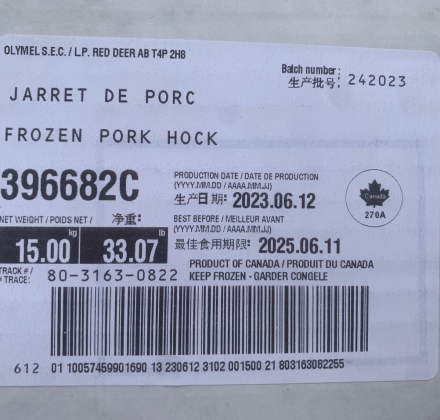 OLYMEL S.E.C. / L.P. RED DEER AB T4P 2H8
Batch number:
生产批号: 242023
JARRET DE PORC
FROZEN PORK HOCK
396682C
PRODUCTION DATE / DATE DE PRODUCTION
(YYYY.MM.DD / AAAA.MM.JJ)
生产日期: 2023.06.12
Canada
270A
NET WEIGHT / POIDS NET / 净重:
BEST BEFORE / MEILLEUR AVANT
(YYYY.MM.DD / AAAA.MM.JJ)
kg lb
15.00 33.07
最佳食用期限: 2025.06.11
PRODUCT OF CANADA / PRODUIT DU CANADA
TRACK # /
TRACE: 80-3163-0822
KEEP FROZEN - GARDER CONGELE
612 01 10057459901690 13 230612 3102 001500 21 803163082255